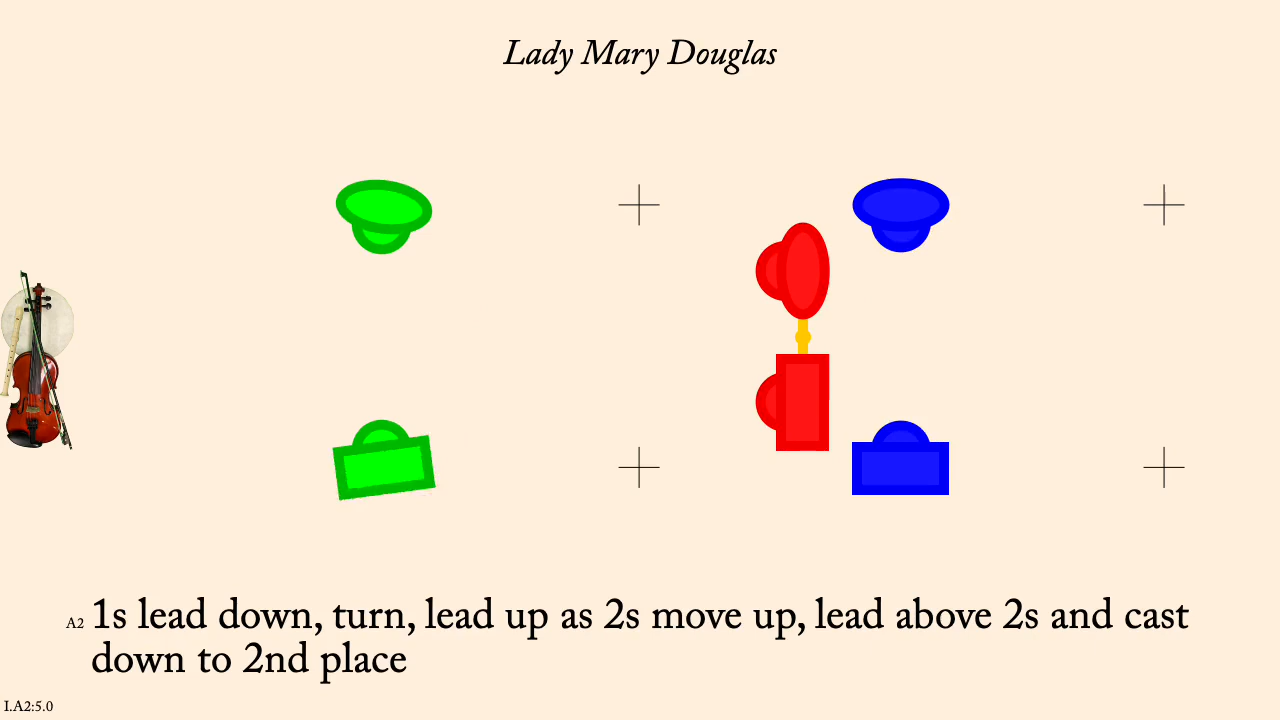 Lady Mary Douglas
A2 1s lead down, turn, lead up as 2s move up, lead above 2s and cast
down to 2nd place
I.A2:5.0